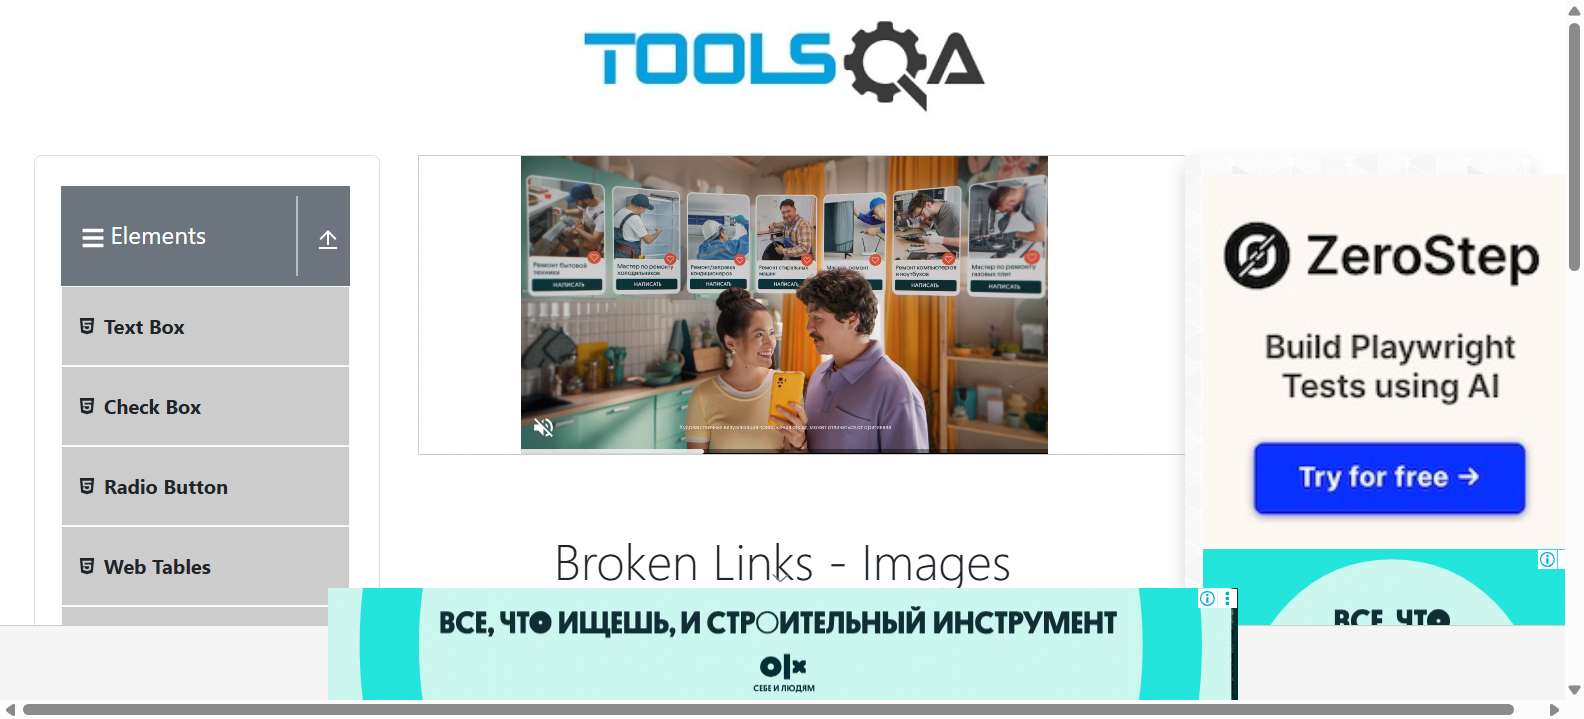 TOOLSQA
Elements
Text Box
Check Box
Radio Button
Web Tables
Ремонт бытовой
техники
НАПИСАТЬ
Мастер по ремонту
холодильников
НАПИСАТЬ
Ремонт/заправка
кондиционеров
НАПИСАТЬ
Ремонт стиральных
машин
НАПИСАТЬ
НАПИСАТЬ
Ремонт компьютеров
и ноутбуков
НАПИСАТЬ
Мастер по ремонту
газовых плит
НАПИСАТЬ
Broken Links - Images
ZeroStep
Build Playwright
Tests using AI
Try for free →
ВСЕ, ЧТО
ВСЕ, ЧТО ИЩЕШЬ, И СТРОИТЕЛЬНЫЙ ИНСТРУМЕНТ
olx
СЕБЕ И ЛЮДЯМ